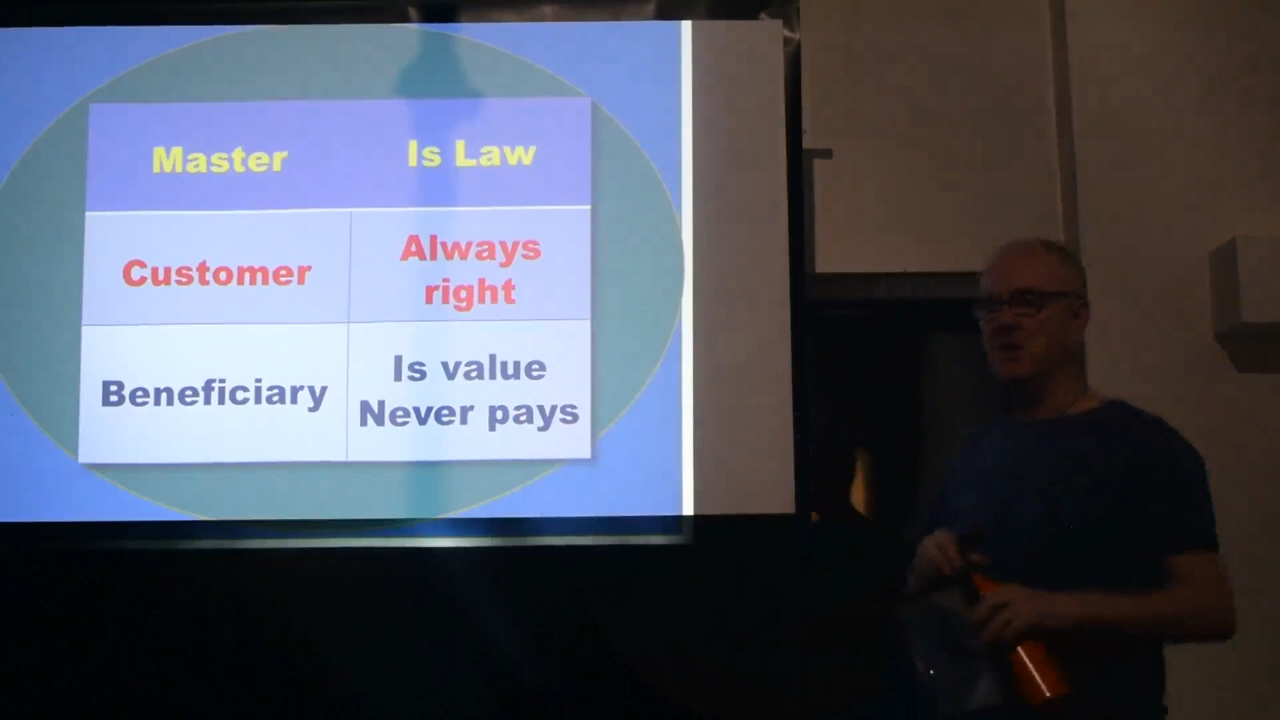 Master Is Law
Customer Always
right
Beneficiary Is value
Never pays